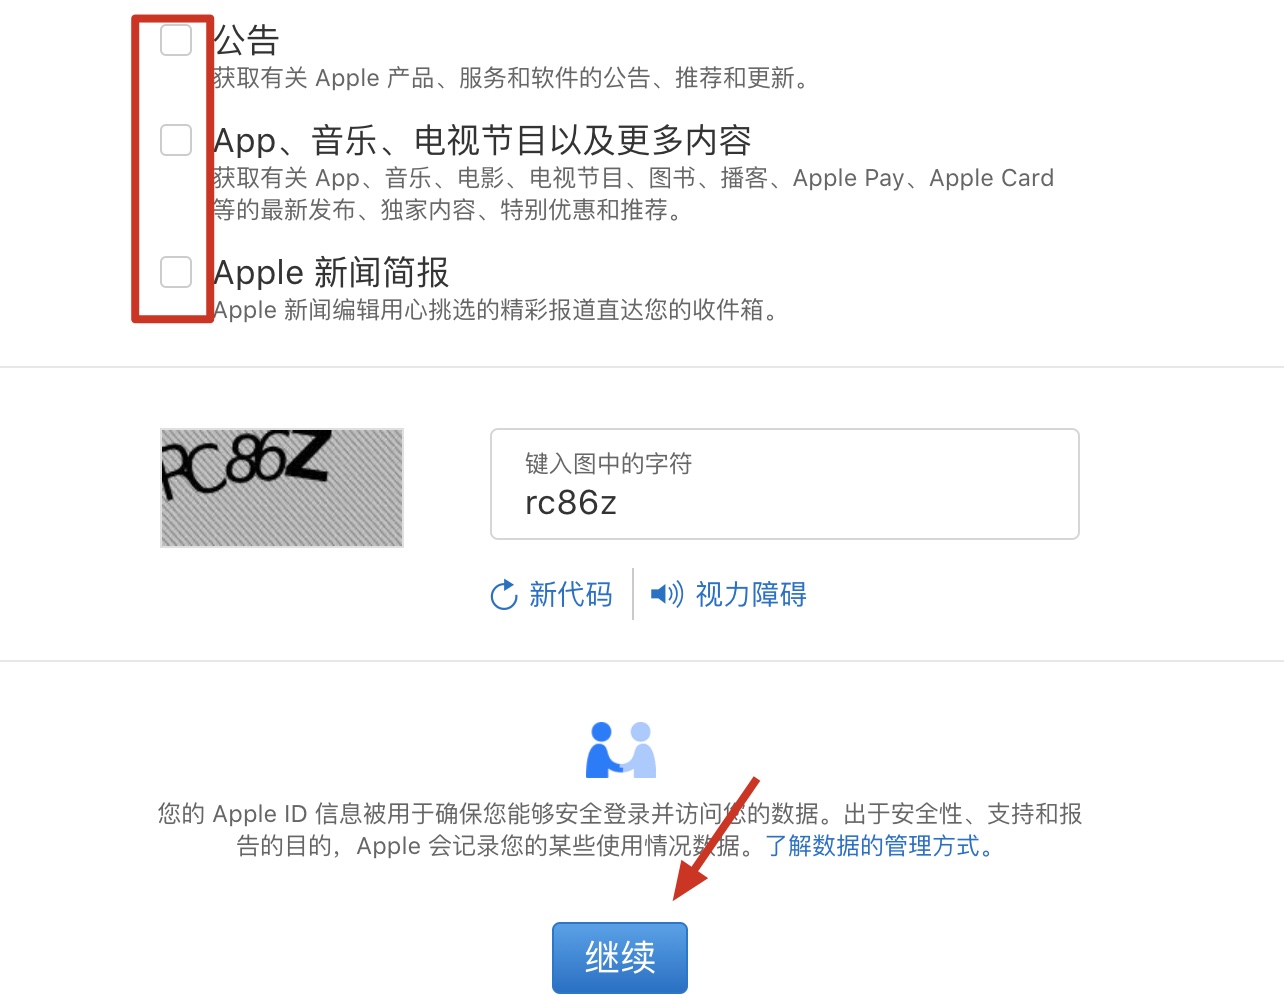 公告
获取有关 Apple 产品、服务和软件的公告、推荐和更新。
App、音乐、电视节目以及更多内容
获取有关 App、音乐、电影、电视节目、图书、播客、Apple Pay、Apple Card
等的最新发布、独家内容、特别优惠和推荐。
Apple 新闻简报
Apple 新闻编辑用心挑选的精彩报道直达您的收件箱。
RC86Z
键入图中的字符
rc86z
新代码
视力障碍
您的 Apple ID 信息被用于确保您能够安全登录并访问您的数据。出于安全性、支持和报
告的目的，Apple 会记录您的某些使用情况数据。了解数据的管理方式。
继续